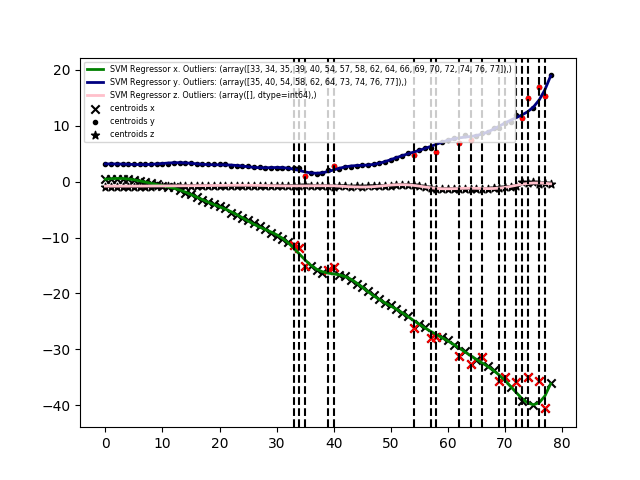 SVM Regressor x. Outliers: (array([33, 34, 35, 39, 40, 54, 57, 58, 62, 64, 66, 69, 70, 72, 74, 76, 77]),)
SVM Regressor y. Outliers: (array([35, 40, 54, 58, 62, 64, 73, 74, 76, 77]),)
SVM Regressor z. Outliers: (array([], dtype=int64),)
centroids x
centroids y
centroids z
20
10
0
−10
−20
−30
−40
0 10 20 30 40 50 60 70 80